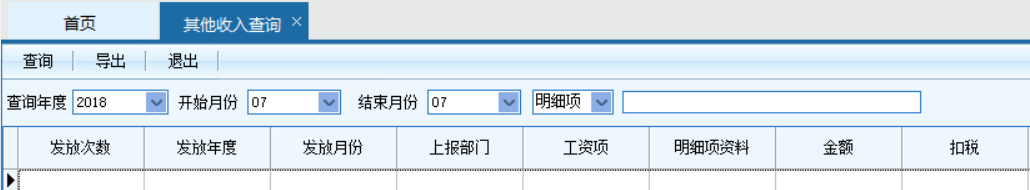 首页 其他收入查询 ×
查询 导出 退出
查询年度 2018 开始月份 07 结束月份 07 明细项
发放次数 发放年度 发放月份 上报部门 工资项 明细项资料 金额 扣税